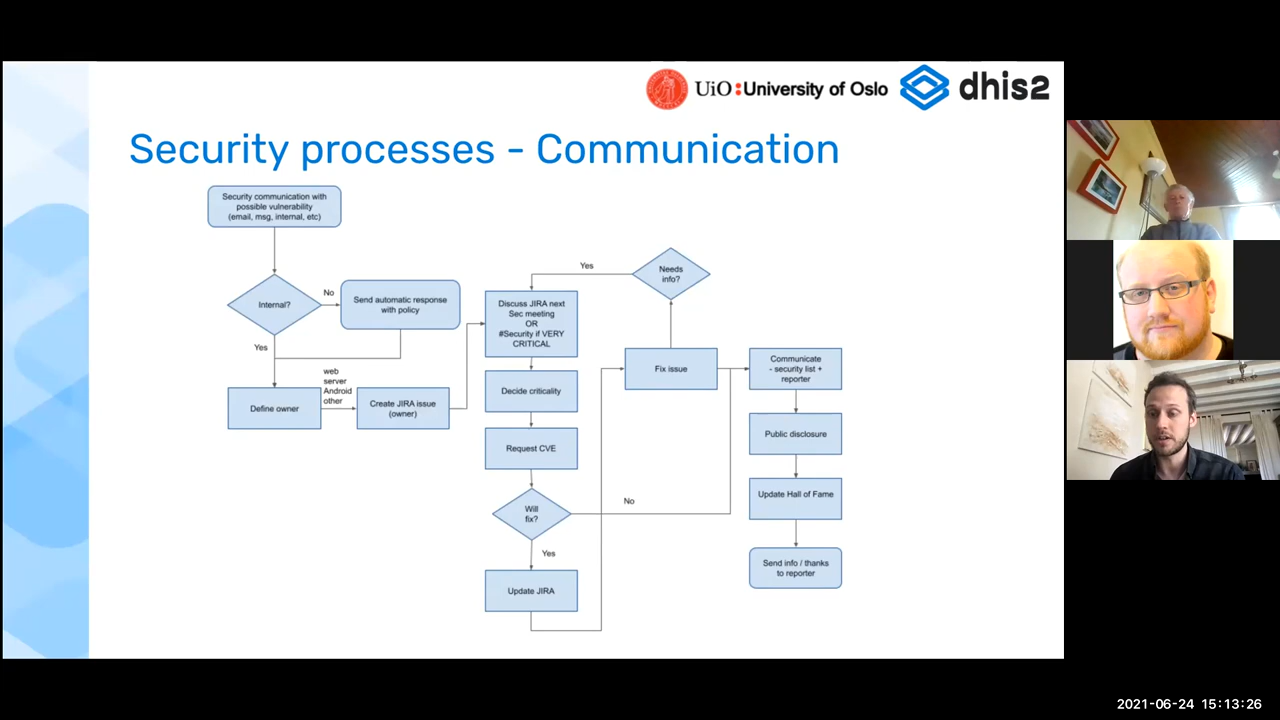 UiO:University of Oslo
dhis2
Security processes - Communication
Security communication with
possible vulnerability
(email, msg, internal, etc)
Internal?
No
Send automatic response
with policy
Yes
Define owner
web
server
Android
other
Create JIRA issue
(owner)
Discuss JIRA next
Sec meeting
OR
#Security if VERY
CRITICAL
Decide criticality
Request CVE
Will
fix?
No
Yes
Update JIRA
Fix issue
Needs
info?
Yes
Communicate
- security list +
reporter
Public disclosure
Update Hall of Fame
Send info / thanks
to reporter
2021-06-24 15:13:26